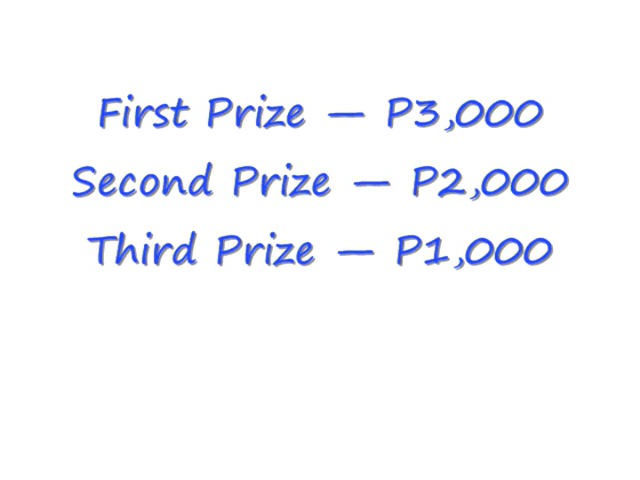 First Prize — P3,000
Second Prize — P2,000
Third Prize — P1,000